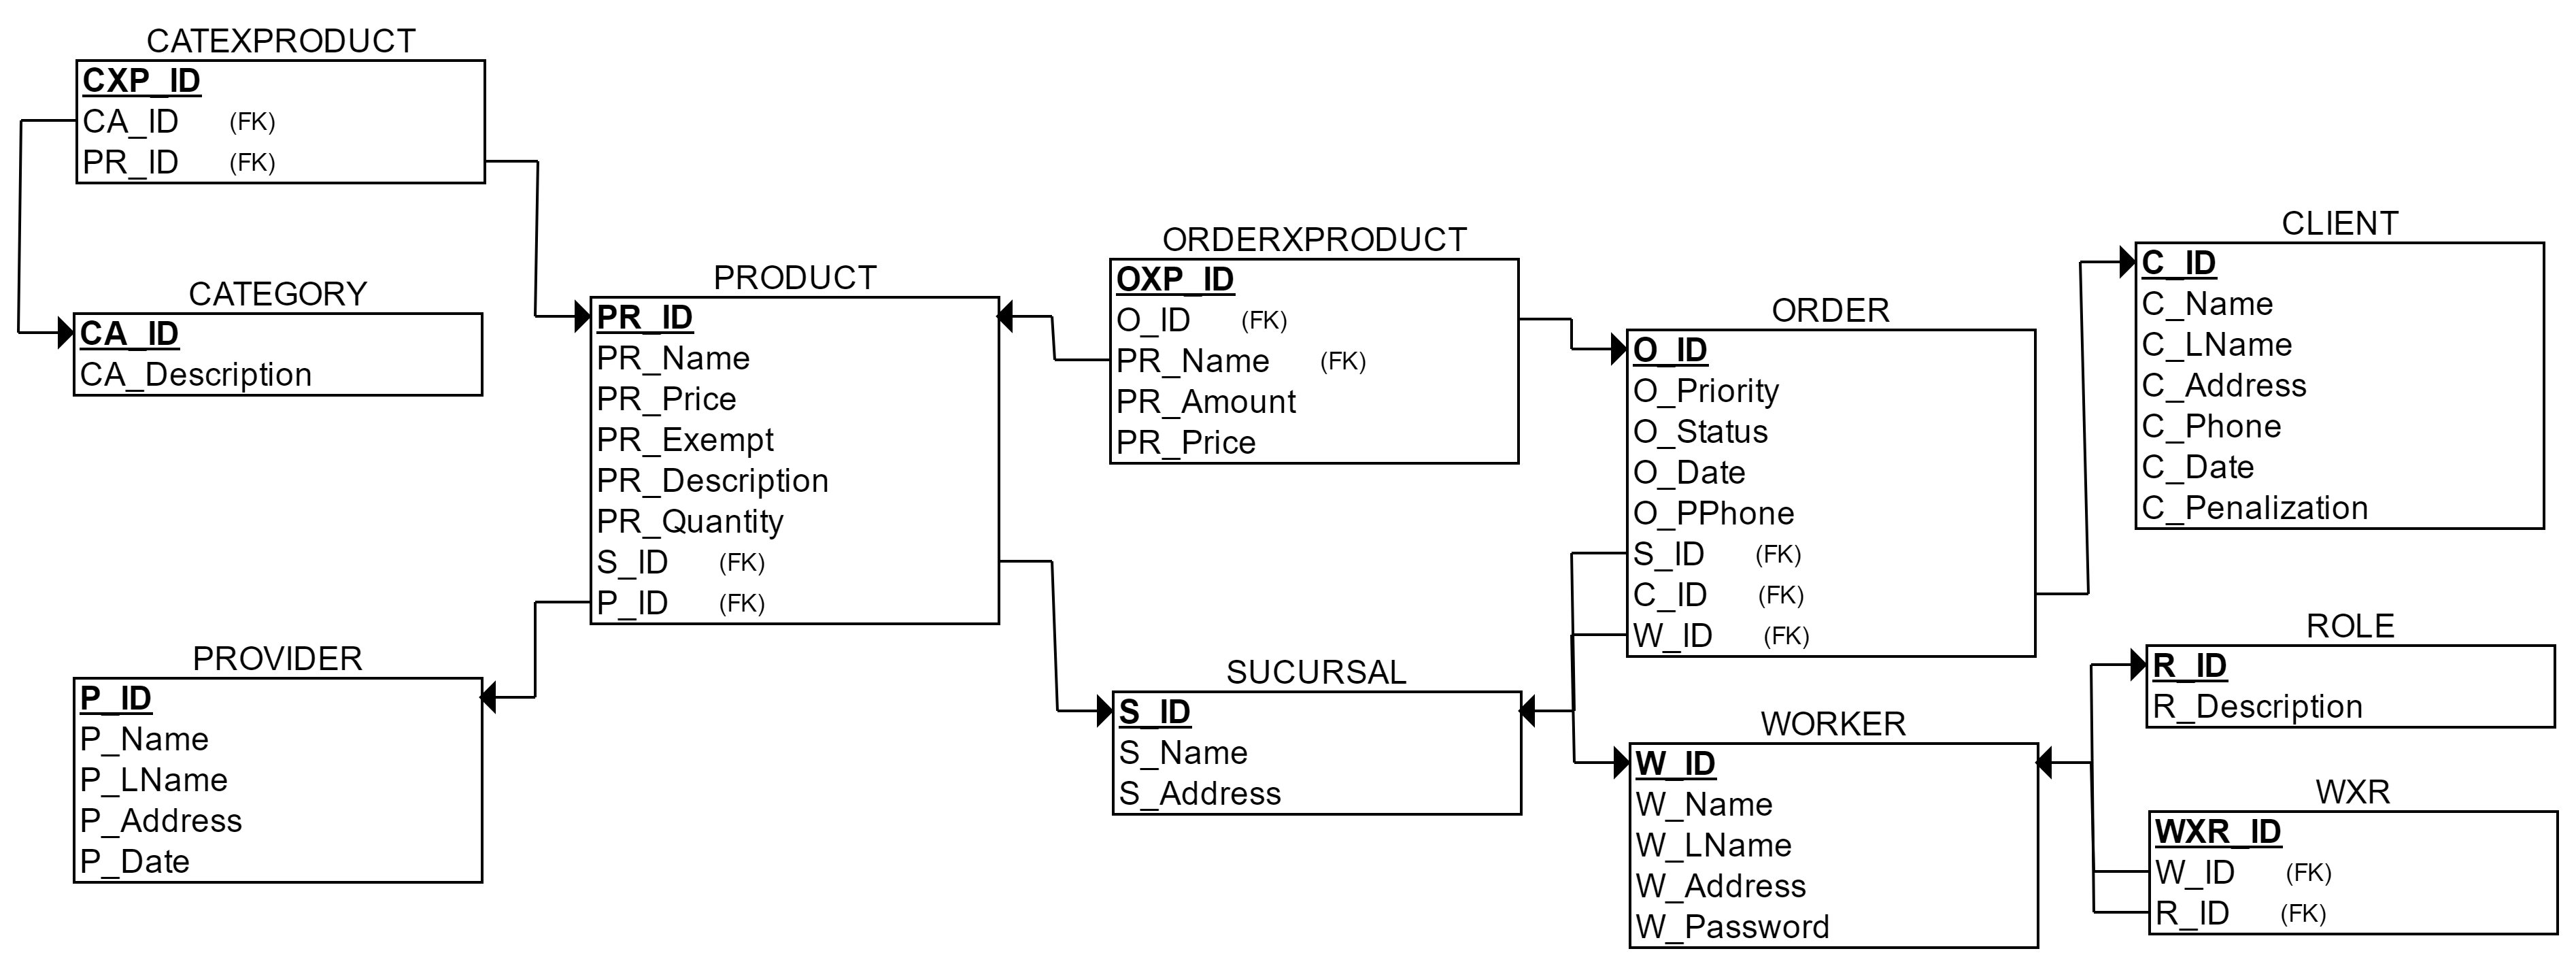 CATEXPRODUCT
CXP_ID
CA_ID (FK)
PR_ID (FK)
CATEGORY
CA_ID
CA_Description
PROVIDER
P_ID
P_Name
P_LName
P_Address
P_Date
PRODUCT
PR_ID
PR_Name
PR_Price
PR_Exempt
PR_Description
PR_Quantity
S_ID (FK)
P_ID (FK)
ORDERXPRODUCT
OXP_ID
O_ID (FK)
PR_Name (FK)
PR_Amount
PR_Price
SUCURSAL
S_ID
S_Name
S_Address
ORDER
O_ID
O_Priority
O_Status
O_Date
O_PPhone
S_ID (FK)
C_ID (FK)
W_ID (FK)
WORKER
W_ID
W_Name
W_LName
W_Address
W_Password
CLIENT
C_ID
C_Name
C_LName
C_Address
C_Phone
C_Date
C_Penalization
ROLE
R_ID
R_Description
WXR
WXR_ID
W_ID (FK)
R_ID (FK)